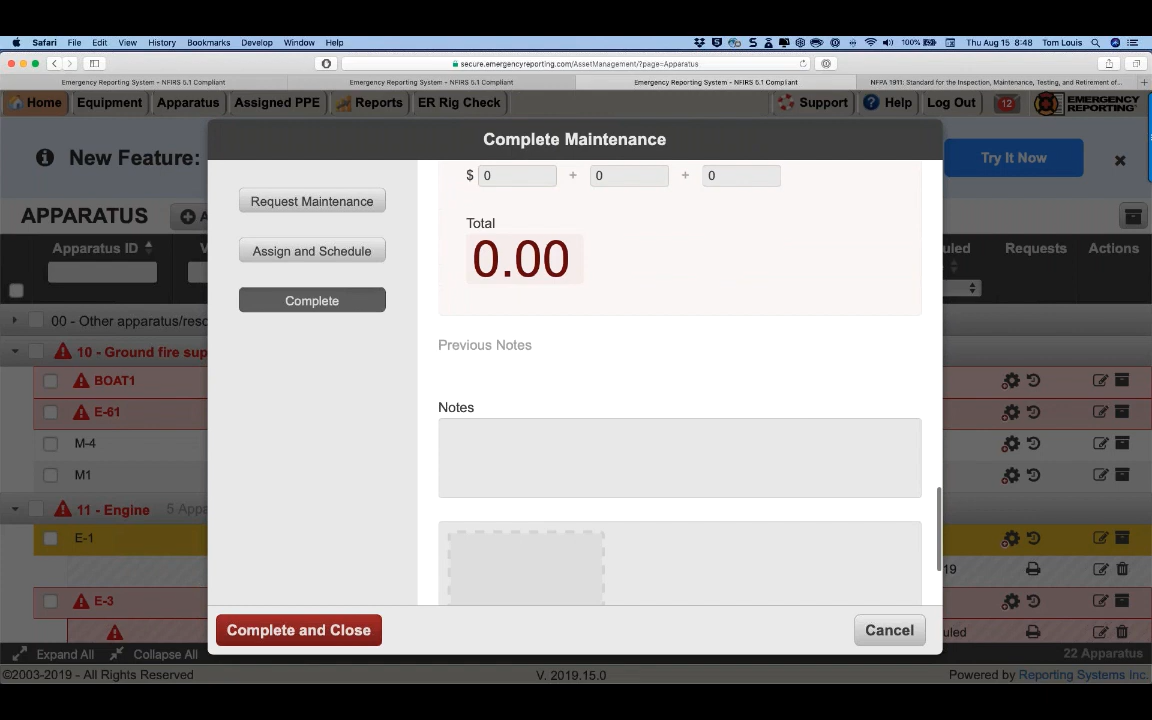 Safari File Edit View History Bookmarks Develop Window Help 100% Thu Aug 15 8:48 Tom Louis
secure.emergencyreporting.com/AssetManagement/?page=Apparatus
Emergency Reporting System - NFIRS 5.1 Compliant Emergency Reporting System - NFIRS 5.1 Compliant Emergency Reporting System - NFIRS 5.1 Compliant NFPA 1911: Standard for the Inspection, Maintenance, Testing, and Retirement of...
Home Equipment Apparatus Assigned PPE Reports ER Rig Check Support Help Log Out 12 EMERGENCY REPORTING
Complete Maintenance
New Feature: Try It Now
$ 0 + 0 + 0
Request Maintenance
APPARATUS A
Total
Apparatus ID V Assign and Schedule 0.00 uled Requests Actions
Complete
00 - Other apparatus/reso
Previous Notes
10 - Ground fire sup
BOAT1
Notes
E-61
M-4
M1
11 - Engine 5 Appa
E-1
19
E-3
Complete and Close Cancel uled
Expand All Collapse All 22 Apparatus
©2003-2019 - All Rights Reserved V. 2019.15.0 Powered by Reporting Systems Inc.